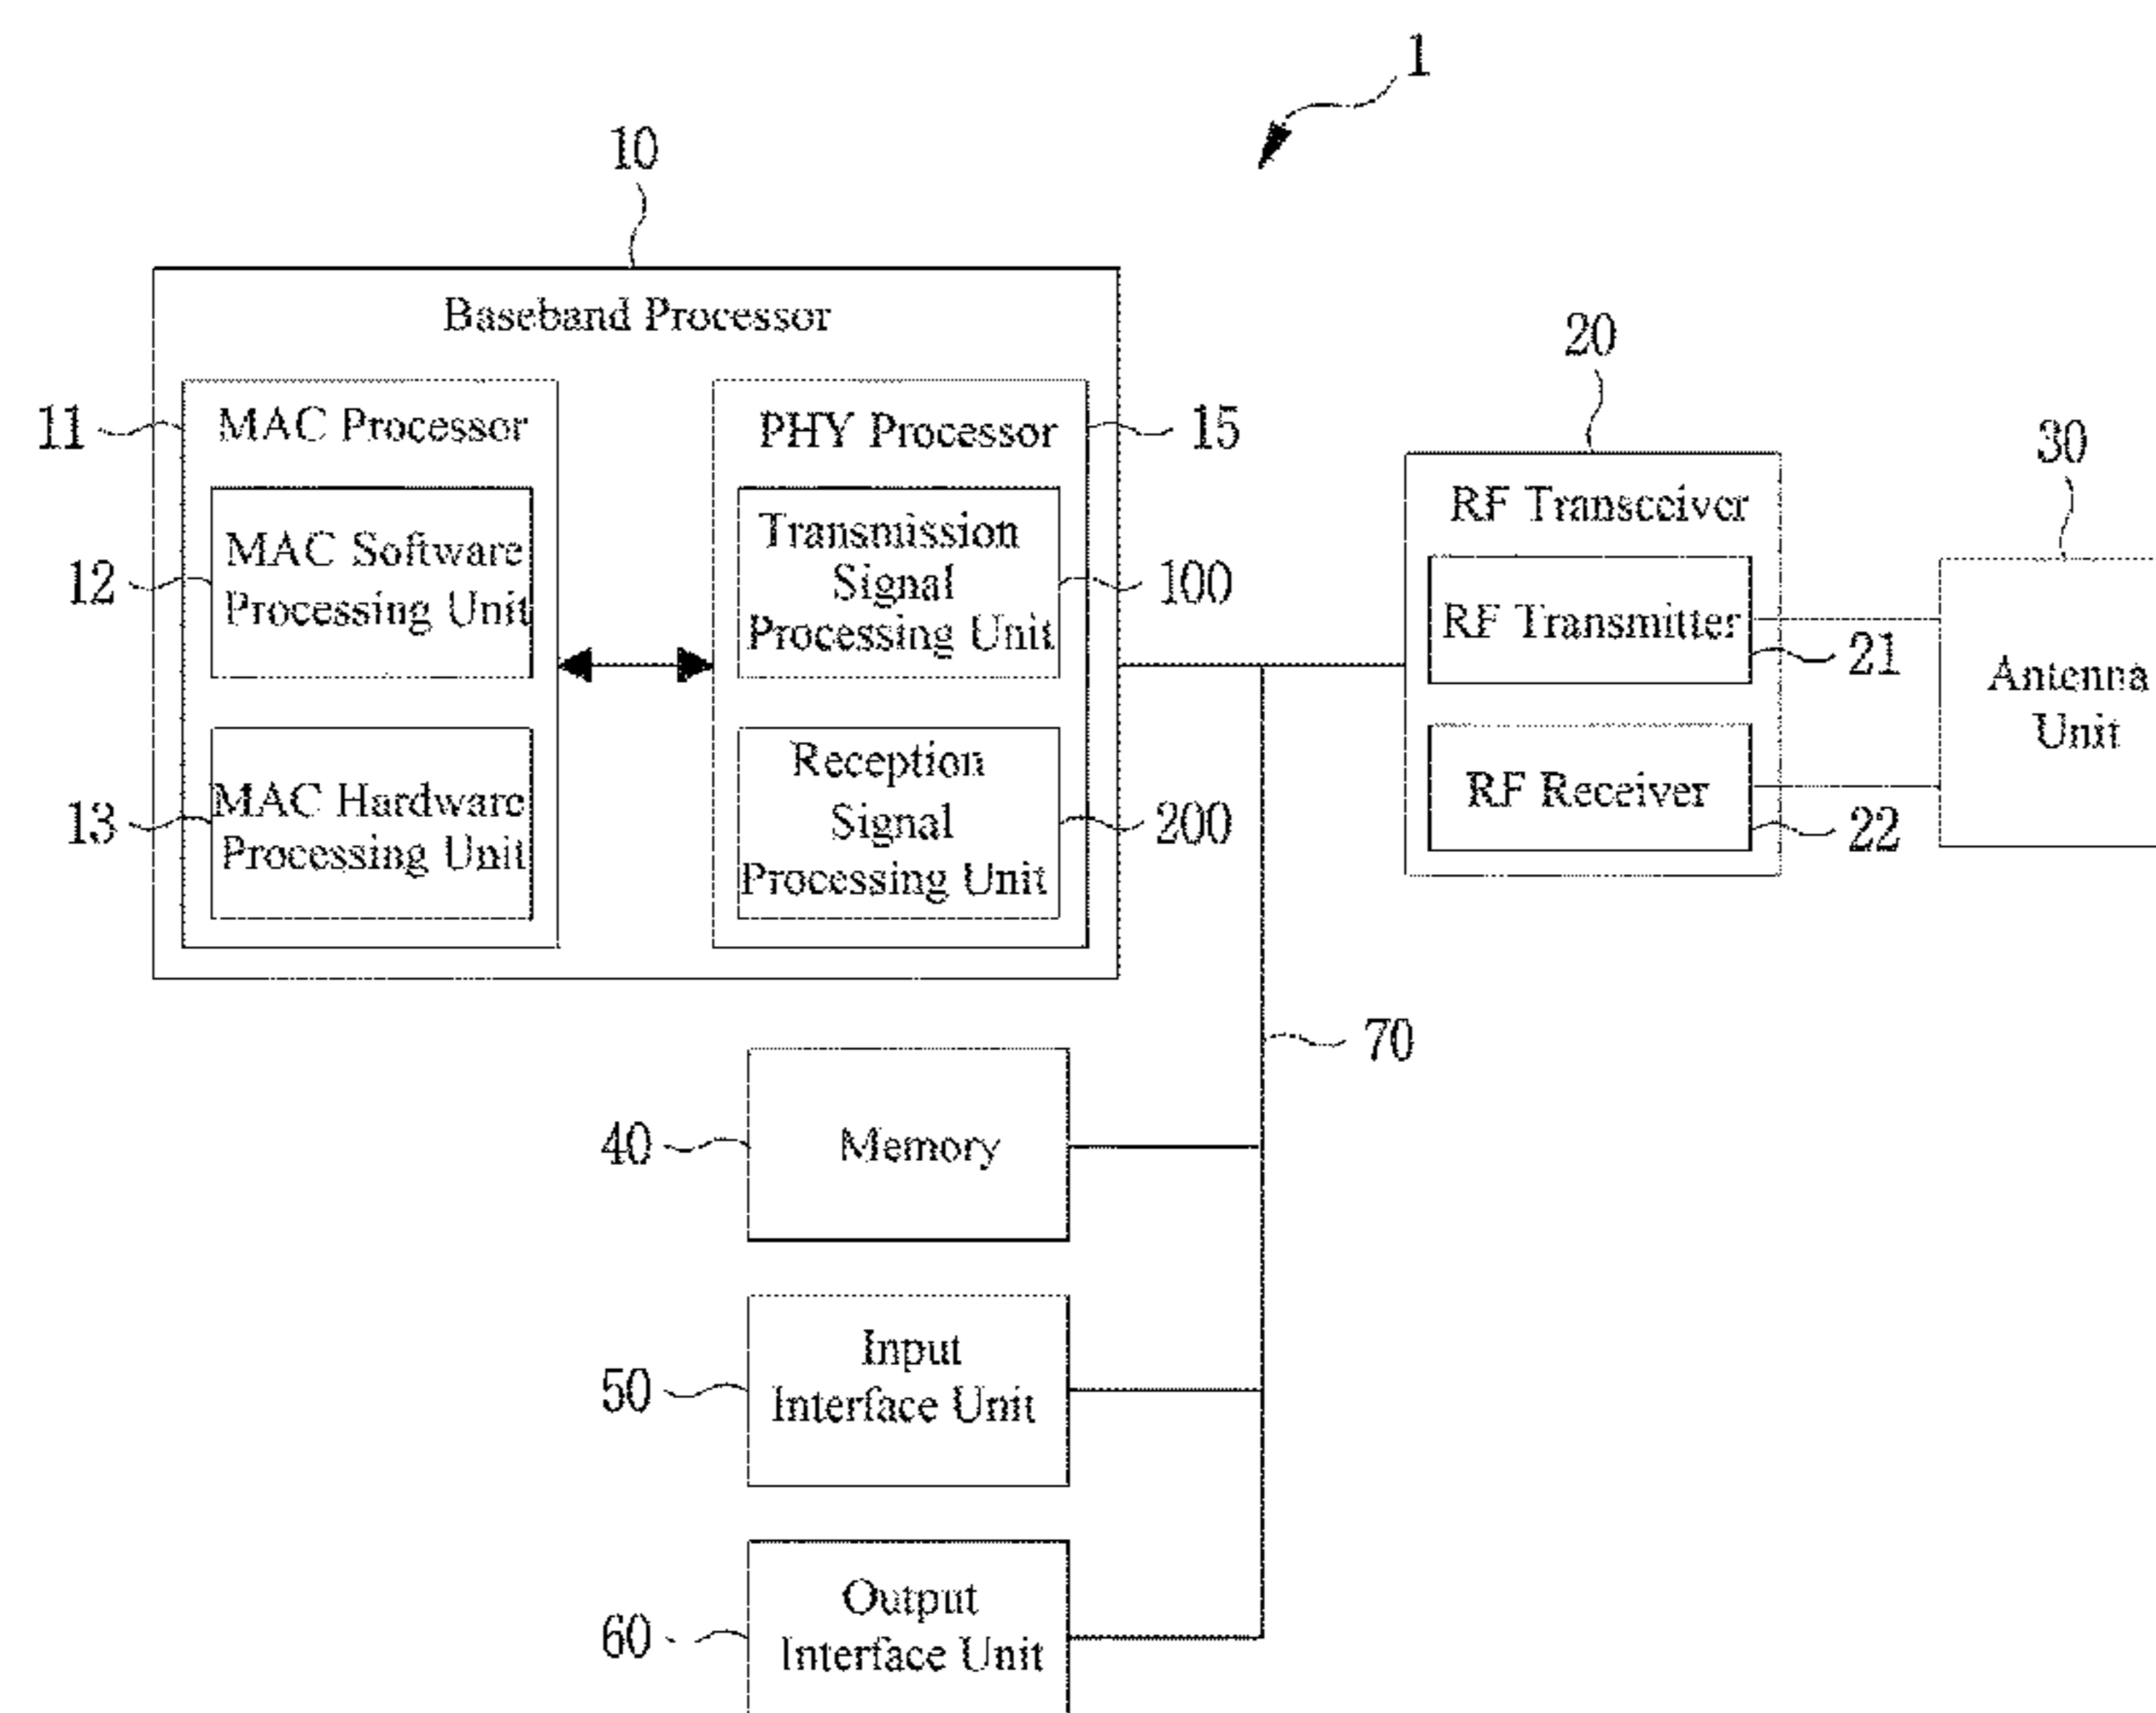 1
10
Baseband Processor
11
MAC Processor
12
MAC Software
Processing Unit
13
MAC Hardware
Processing Unit
PHY Processor
15
Transmission
Signal
Processing Unit
100
Reception
Signal
Processing Unit
200
20
RF Transceiver
RF Transmitter
21
RF Receiver
22
30
Antenna
Unit
70
40
Memory
50
Input
Interface Unit
60
Output
Interface Unit